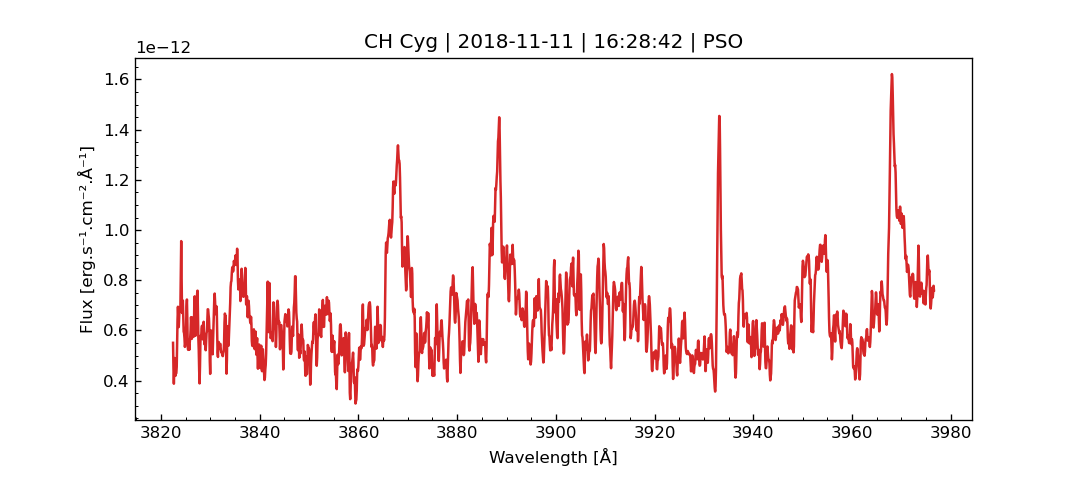 CH Cyg | 2018-11-11 | 16:28:42 | PSO
1e−12
1.6
1.4
1.2
1.0
0.8
0.6
0.4
Flux [erg.s⁻¹.cm⁻².Å⁻¹]
3820 3840 3860 3880 3900 3920 3940 3960 3980
Wavelength [Å]